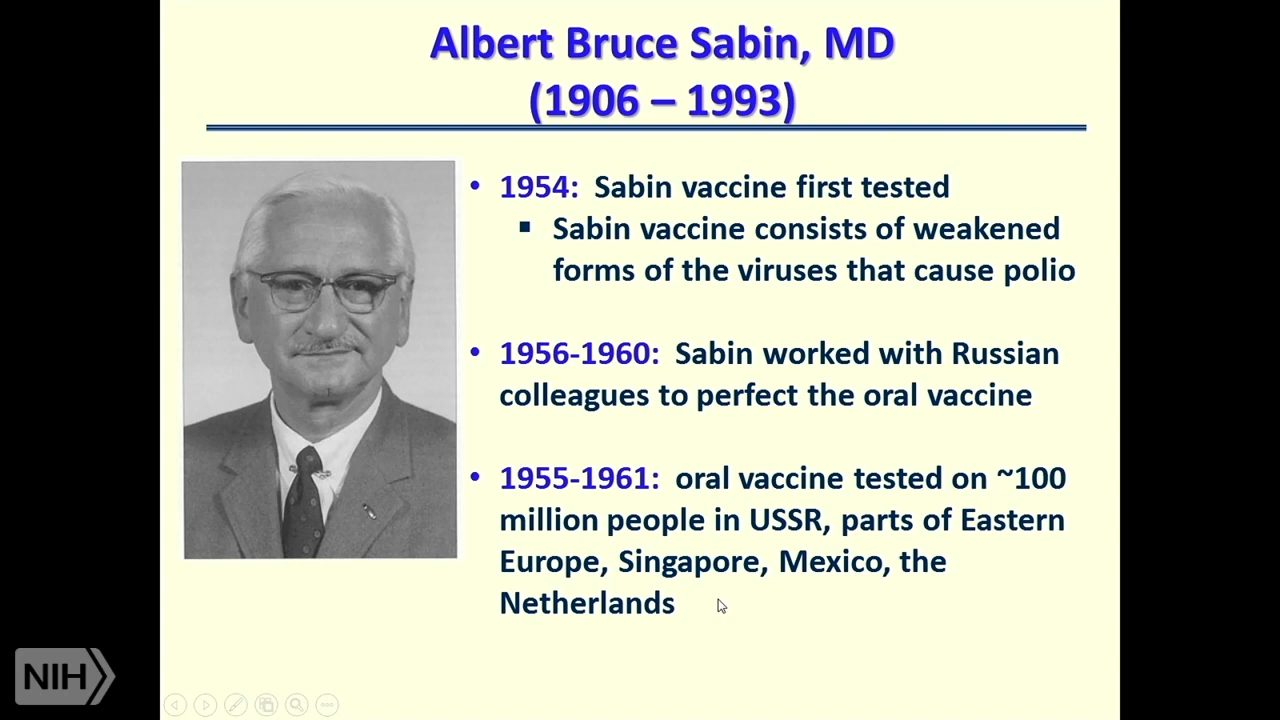 Albert Bruce Sabin, MD
(1906 – 1993)
• 1954: Sabin vaccine first tested
▪ Sabin vaccine consists of weakened
forms of the viruses that cause polio
• 1956-1960: Sabin worked with Russian
colleagues to perfect the oral vaccine
• 1955-1961: oral vaccine tested on ~100
million people in USSR, parts of Eastern
Europe, Singapore, Mexico, the
Netherlands
NIH